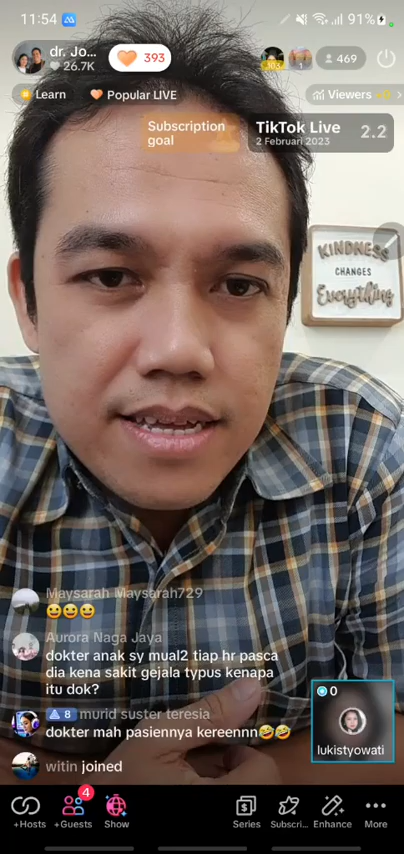 11:54
91%
dr. Jo...
26.7K
393
103
1
469
Learn
Popular LIVE
Viewers
Subscription
goal
TikTok Live
2 Februari 2023
2.2
KINDNESS
CHANGES
Everything
Maysarah Maysarah729
😆😆😆
Aurora Naga Jaya
dokter anak sy mual2 tiap hr pasca
dia kena sakit gejala typus kenapa
itu dok?
8 murid suster teresia
dokter mah pasiennya kereennn🤣🤣
witin joined
0
lukistyowati
4
+Hosts
+Guests
Show
Series
Subscri...
Enhance
More